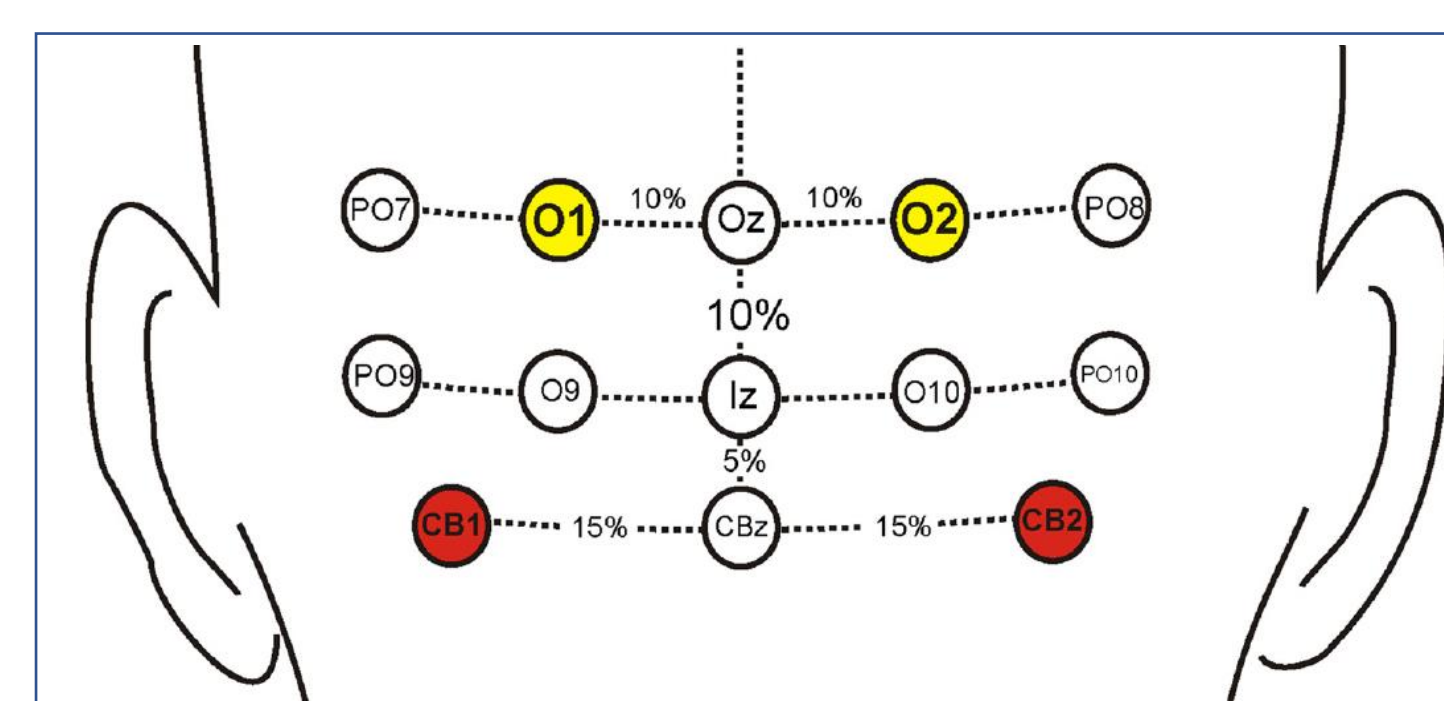 10% 10%
PO7 O1 Oz O2 PO8
10%
PO9 O9 Iz O10 PO10
5%
CB1 15% CBz 15% CB2